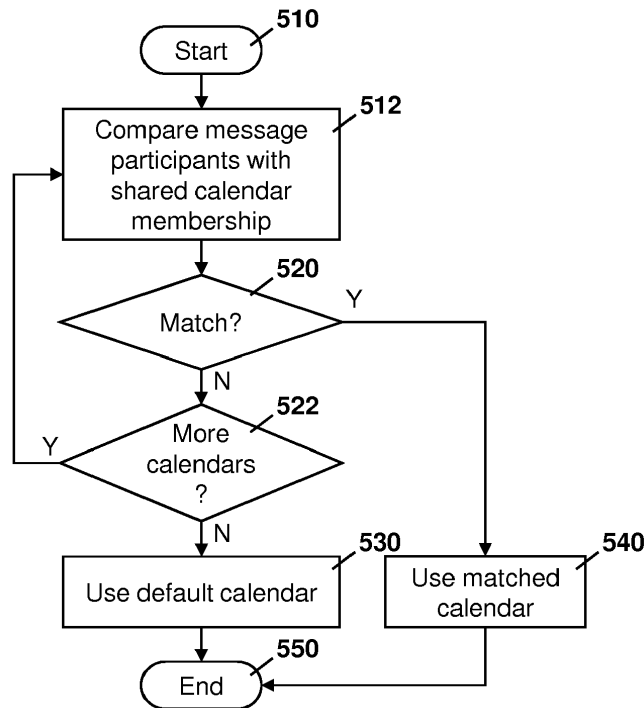 510
Start
512
Compare message
participants with
shared calendar
membership
520
Y
Match?
N
522
More
calendars
?
Y
N
530
Use default calendar
540
Use matched
calendar
550
End